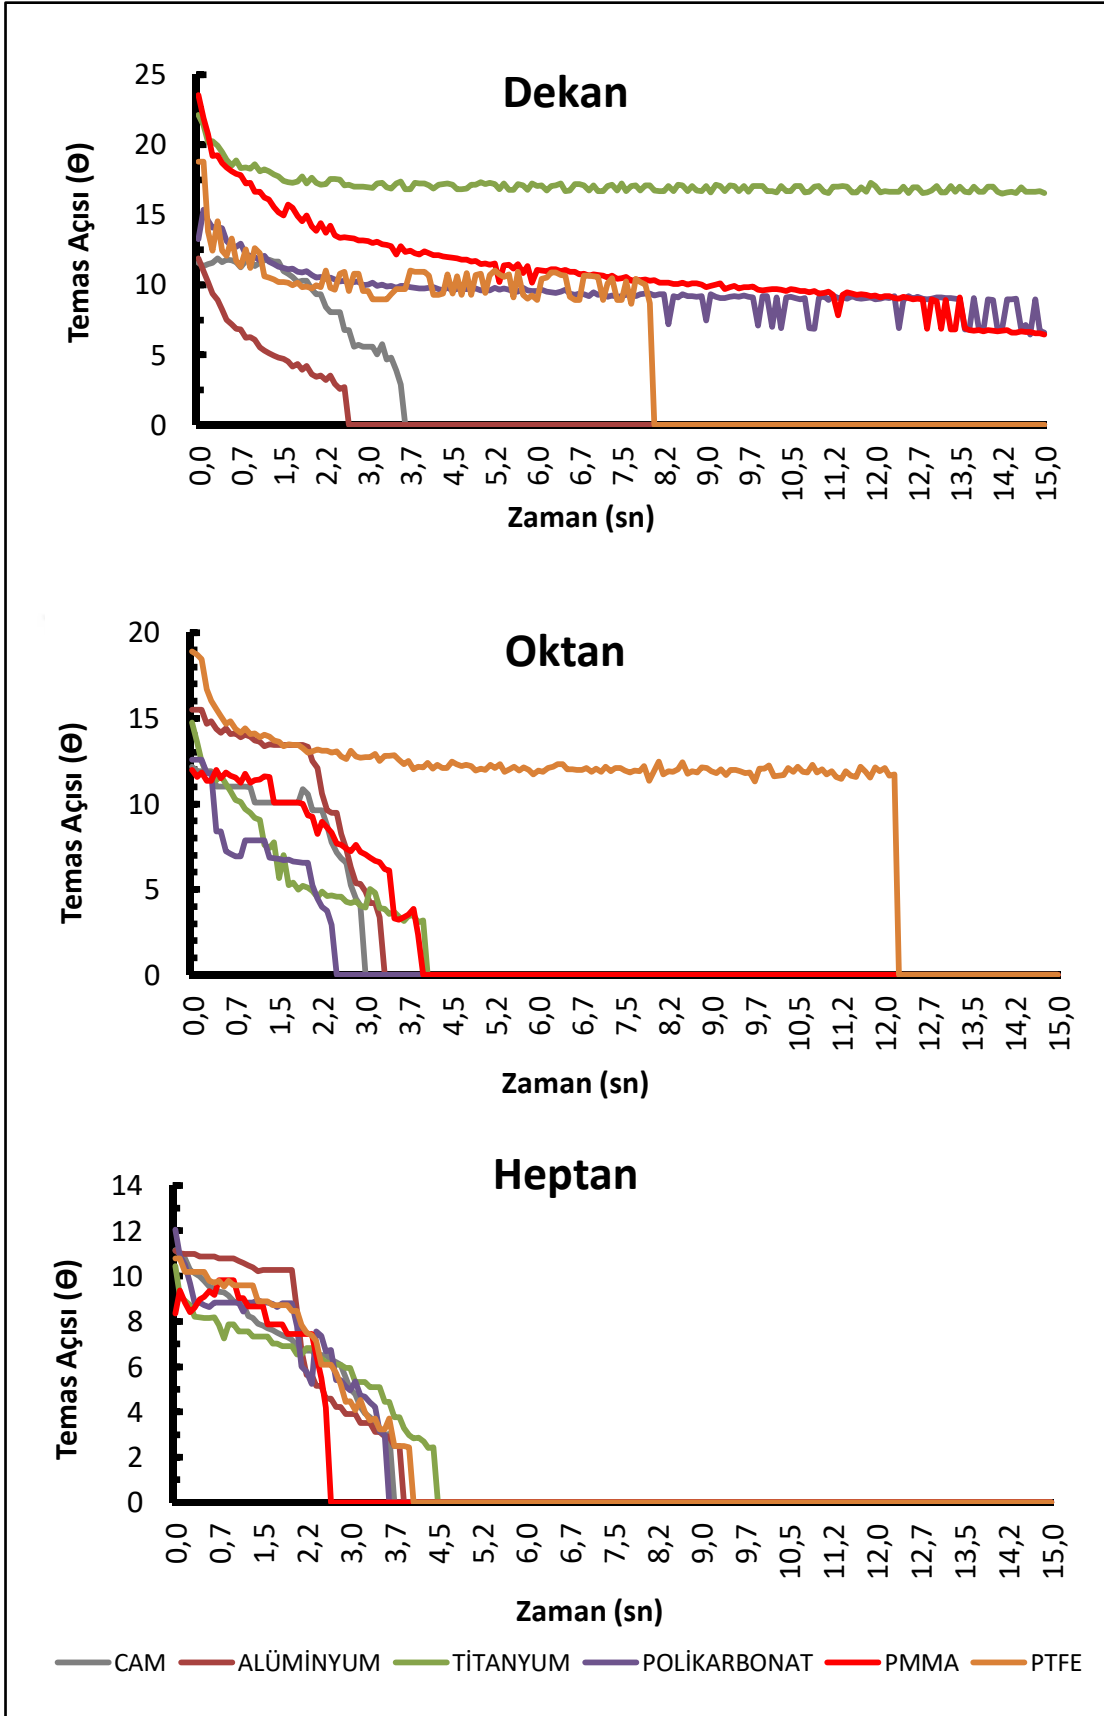 Dekan
25
20
15
10
5
0
Temas Açısı (Ɵ)
0,0 0,7 1,5 2,2 3,0 3,7 4,5 5,2 6,0 6,7 7,5 8,2 9,0 9,7 10,5 11,2 12,0 12,7 13,5 14,2 15,0
Zaman (sn)
Oktan
20
15
10
5
0
Temas Açısı (Ɵ)
0,0 0,7 1,5 2,2 3,0 3,7 4,5 5,2 6,0 6,7 7,5 8,2 9,0 9,7 10,5 11,2 12,0 12,7 13,5 14,2 15,0
Zaman (sn)
Heptan
14
12
10
8
6
4
2
0
Temas Açısı (Ɵ)
0,0 0,7 1,5 2,2 3,0 3,7 4,5 5,2 6,0 6,7 7,5 8,2 9,0 9,7 10,5 11,2 12,0 12,7 13,5 14,2 15,0
Zaman (sn)
CAM ALÜMİNYUM TİTANYUM POLİKARBONAT PMMA PTFE